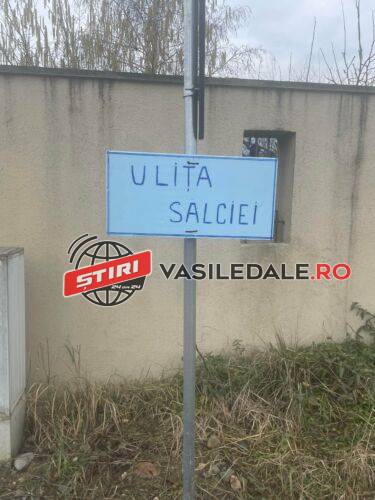 ULIȚA
SALCIEI
ȘTIRI
24 din 24
VASILEDALE.RO